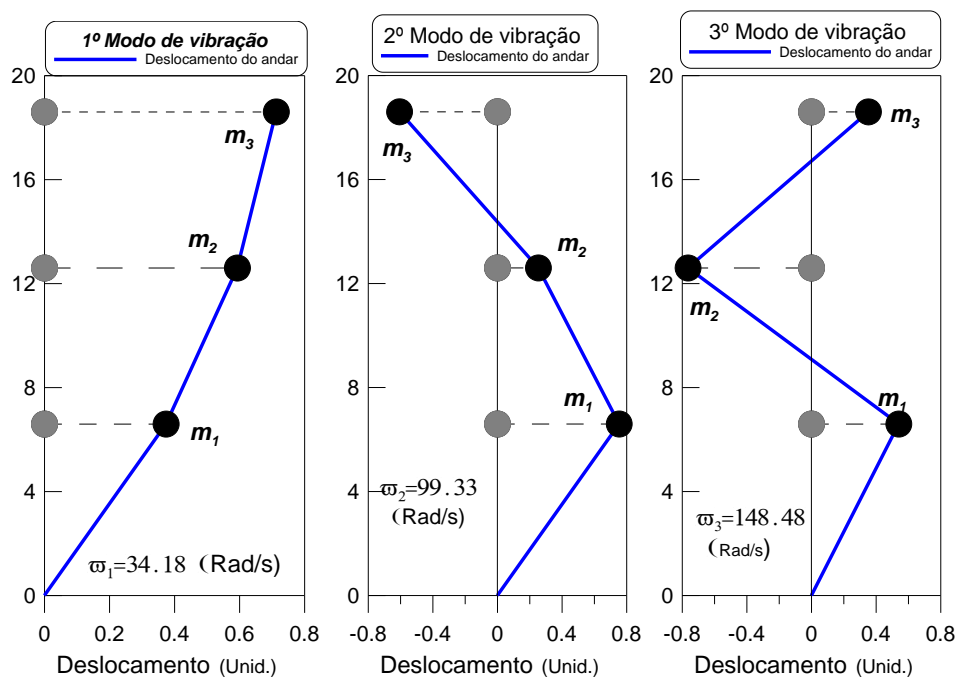 1º Modo de vibração
Deslocamento do andar
20
16
12
8
4
0
m3
m2
m1
ϖ1=34.18 (Rad/s)
0 0.2 0.4 0.6 0.8
Deslocamento (Unid.)
2º Modo de vibração
Deslocamento do andar
20
16
12
8
4
0
m3
m2
m1
ϖ2=99.33
(Rad/s)
-0.8 -0.4 0 0.4 0.8
Deslocamento (Unid.)
3º Modo de vibração
Deslocamento do andar
20
16
12
8
4
0
m3
m2
m1
ϖ3=148.48
(Rad/s)
-0.8 -0.4 0 0.4 0.8
Deslocamento (Unid.)